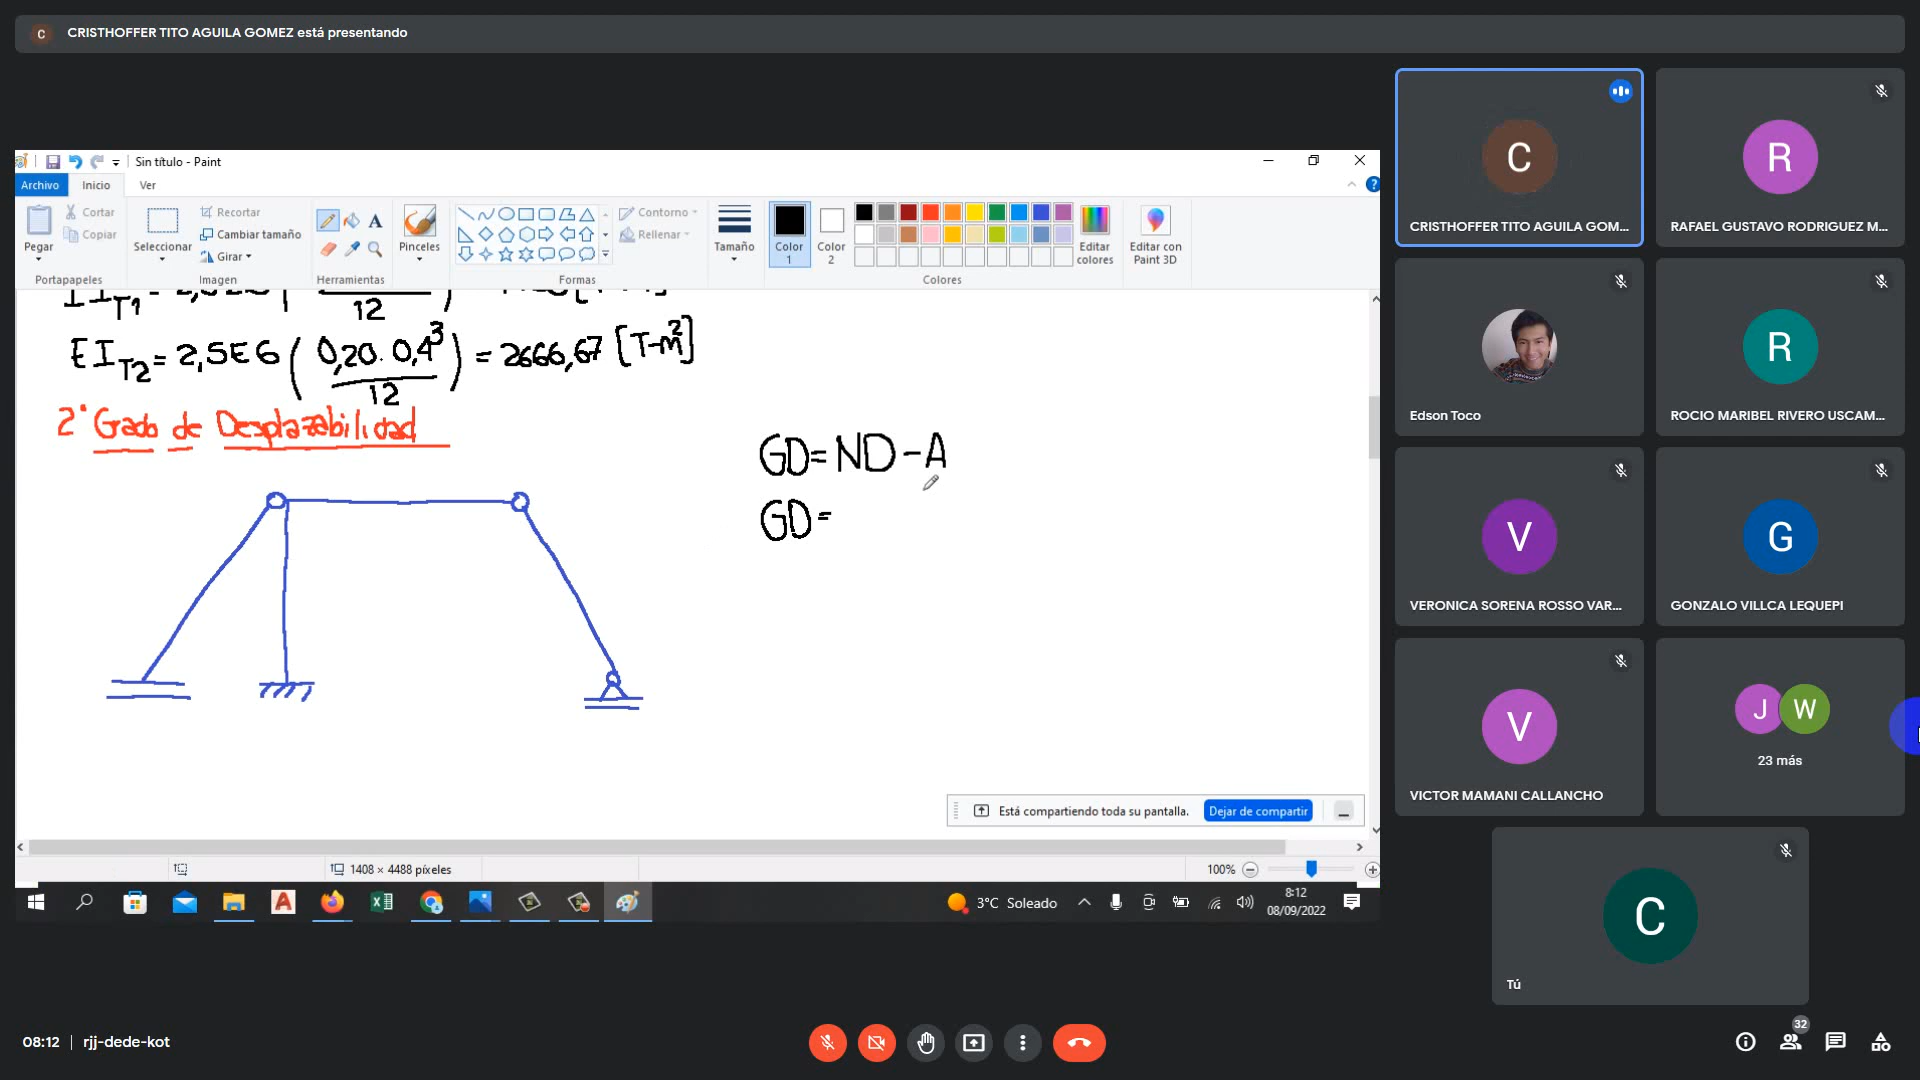 C CRISTHOFFER TITO AGUILA GOMEZ está presentando
Sin título - Paint
Archivo Inicio Ver
Pegar
Cortar
Copiar
Portapapeles
Seleccionar
Recortar
Cambiar tamaño
Girar
Imagen
A
Herramientas
Pinceles
Contorno
Rellenar
Formas
Tamaño
Color 1
Color 2
Editar colores
Editar con Paint 3D
Colores
12
EI T2 = 2,5E6 ( 0,20 · 0,4³ / 12 ) = 2666,67 [T-m²]
2° Grado de Desplazabilidad
GD = ND - A
GD =
Está compartiendo toda su pantalla. Dejar de compartir
1408 × 4488 píxeles
100%
3°C Soleado
8:12
08/09/2022
C
CRISTHOFFER TITO AGUILA GOM...
R
RAFAEL GUSTAVO RODRIGUEZ M...
Edson Toco
R
ROCIO MARIBEL RIVERO USCAM...
V
VERONICA SORENA ROSSO VAR...
G
GONZALO VILLCA LEQUEPI
V
VICTOR MAMANI CALLANCHO
J W
23 más
C
Tú
08:12 | rjj-dede-kot
32